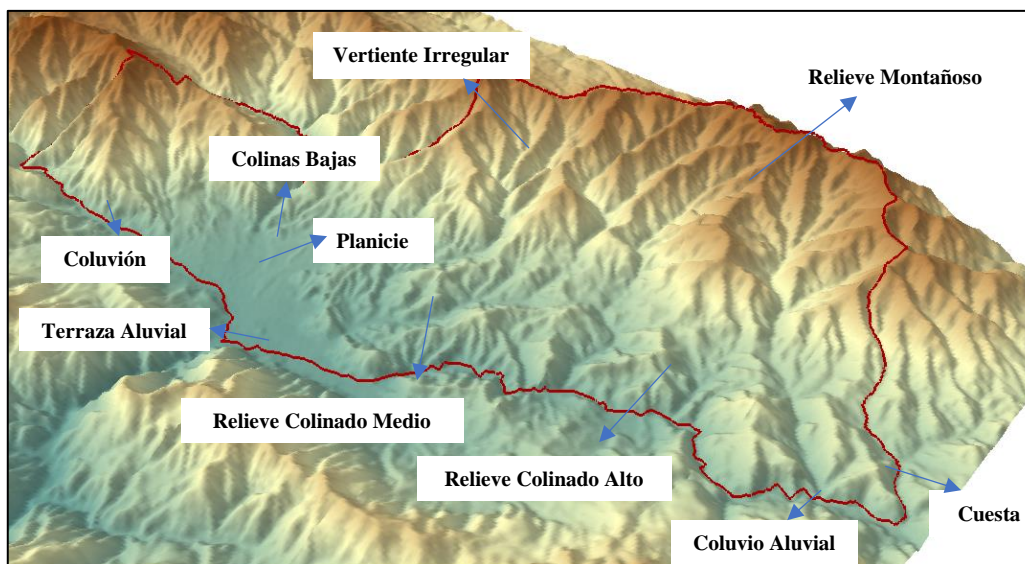 Vertiente Irregular
Relieve Montañoso
Colinas Bajas
Planicie
Coluvión
Terraza Aluvial
Relieve Colinado Medio
Relieve Colinado Alto
Cuesta
Coluvio Aluvial